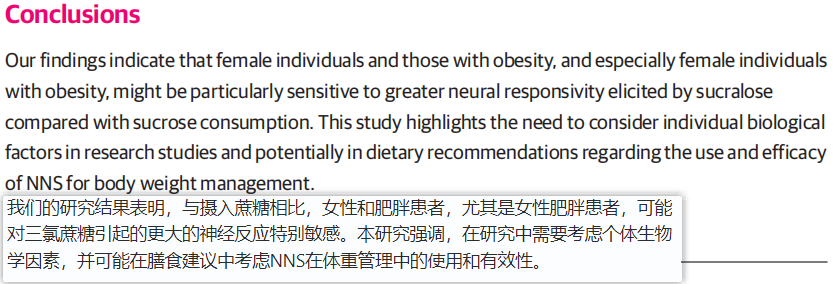 Conclusions
Our findings indicate that female individuals and those with obesity, and especially female individuals
with obesity, might be particularly sensitive to greater neural responsivity elicited by sucralose
compared with sucrose consumption. This study highlights the need to consider individual biological
factors in research studies and potentially in dietary recommendations regarding the use and efficacy
of NNS for body weight management.
我们的研究结果表明，与摄入蔗糖相比，女性和肥胖患者，尤其是女性肥胖患者，可能
对三氯蔗糖引起的更大的神经反应特别敏感。本研究强调，在研究中需要考虑个体生物
学因素，并可能在膳食建议中考虑NNS在体重管理中的使用和有效性。